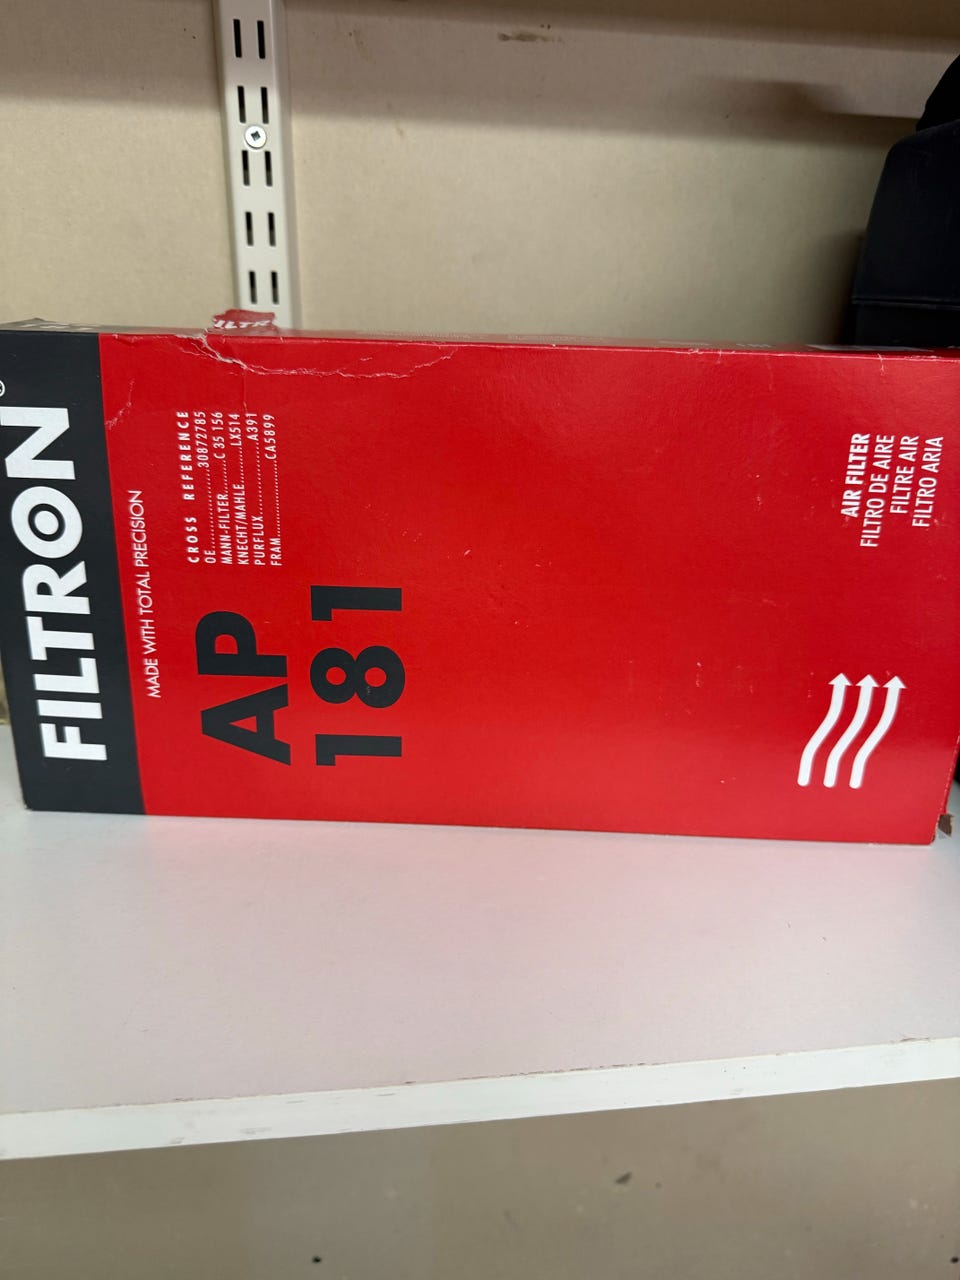 FILTRON®
MADE WITH TOTAL PRECISION
AP
181
CROSS REFERENCE
OE....................30872785
MANN-FILTER........C 35 156
KNECHT/MAHLE.........LX514
PURFLUX................A391
FRAM..................CA5899
AIR FILTER
FILTRO DE AIRE
FILTRE AIR
FILTRO ARIA